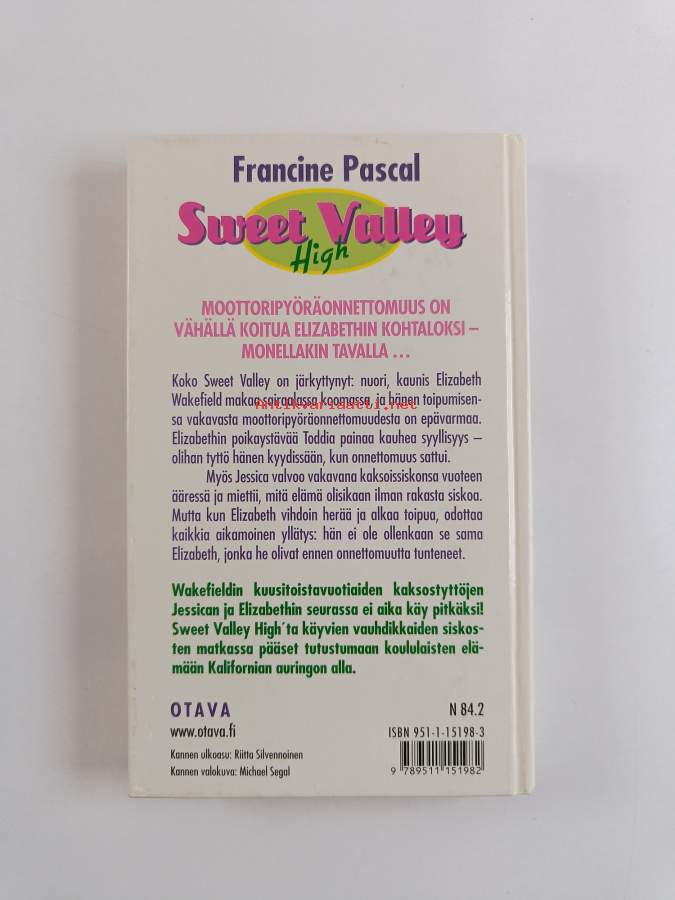 Francine Pascal
Sweet Valley
High
MOOTTORIPYÖRÄONNETTOMUUS ON
VÄHÄLLÄ KOITUA ELIZABETHIN KOHTALOKSI –
MONELLAKIN TAVALLA ...
Koko Sweet Valley on järkyttynyt: nuori, kaunis Elizabeth
Wakefield makaa sairaalassa koomassa, ja hänen toipumisen-
antikvariaatti.net
sa vakavasta moottoripyöräonnettomuudesta on epävarmaa.
Elizabethin poikaystävää Toddia painaa kauhea syyllisyys –
olihan tyttö hänen kyydissään, kun onnettomuus sattui.
Myös Jessica valvoo vakavana kaksoissiskonsa vuoteen
ääressä ja miettii, mitä elämä olisikaan ilman rakasta siskoa.
Mutta kun Elizabeth vihdoin herää ja alkaa toipua, odottaa
kaikkia aikamoinen yllätys: hän ei ole ollenkaan se sama
Elizabeth, jonka he olivat ennen onnettomuutta tunteneet.
Wakefieldin kuusitoistavuotiaiden kaksostyttöjen
Jessican ja Elizabethin seurassa ei aika käy pitkäksi!
Sweet Valley High´ta käyvien vauhdikkaiden siskos-
ten matkassa pääset tutustumaan koululaisten elä-
mään Kalifornian auringon alla.
OTAVA
www.otava.fi
Kannen ulkoasu: Riitta Silvennoinen
Kannen valokuva: Michael Segal
N 84.2
ISBN 951-1-15198-3
9 789511 151982